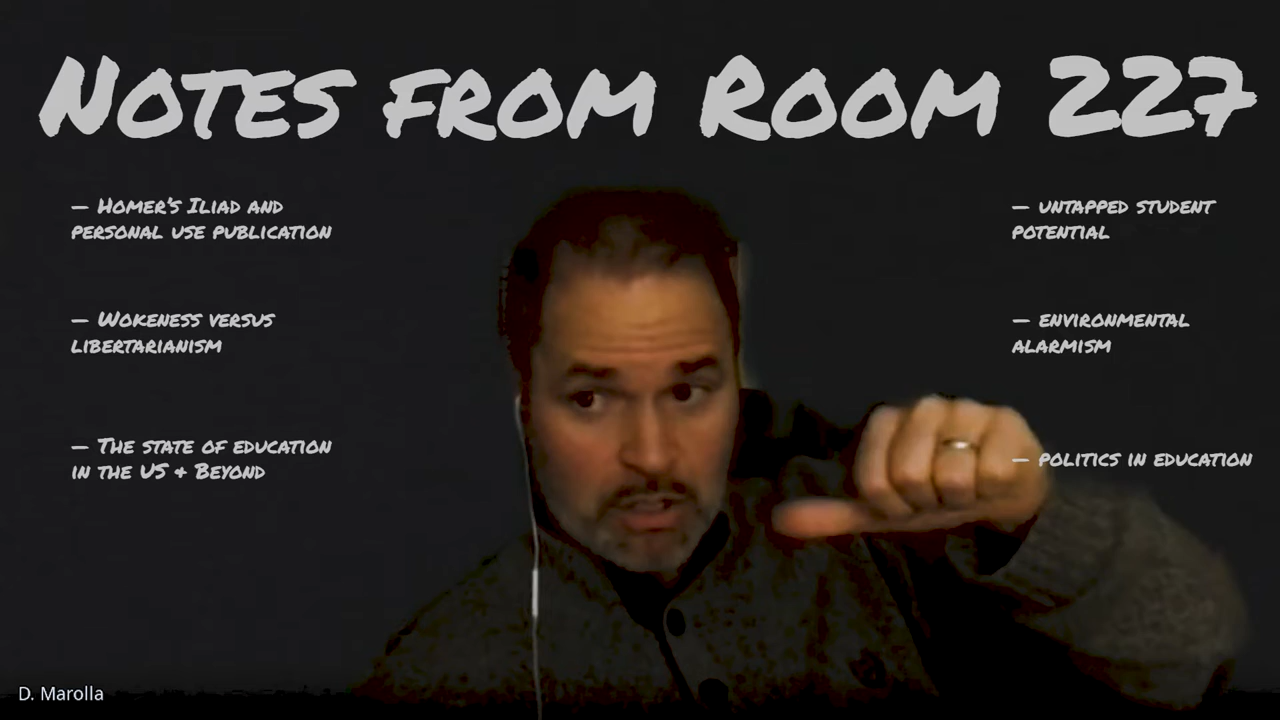 Notes from Room 227
– Homer's Iliad and
personal use publication
– Wokeness versus
libertarianism
– The state of education
in the US & Beyond
– untapped student
potential
– environmental
alarmism
– politics in education
D. Marolla